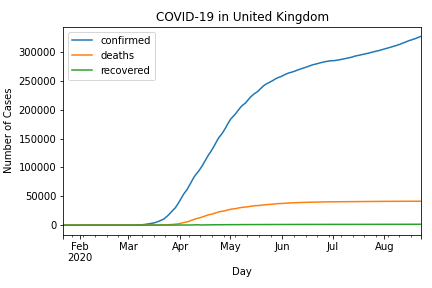 COVID-19 in United Kingdom
confirmed
deaths
recovered
Number of Cases
300000
250000
200000
150000
100000
50000
0
Feb Mar Apr May Jun Jul Aug
2020
Day